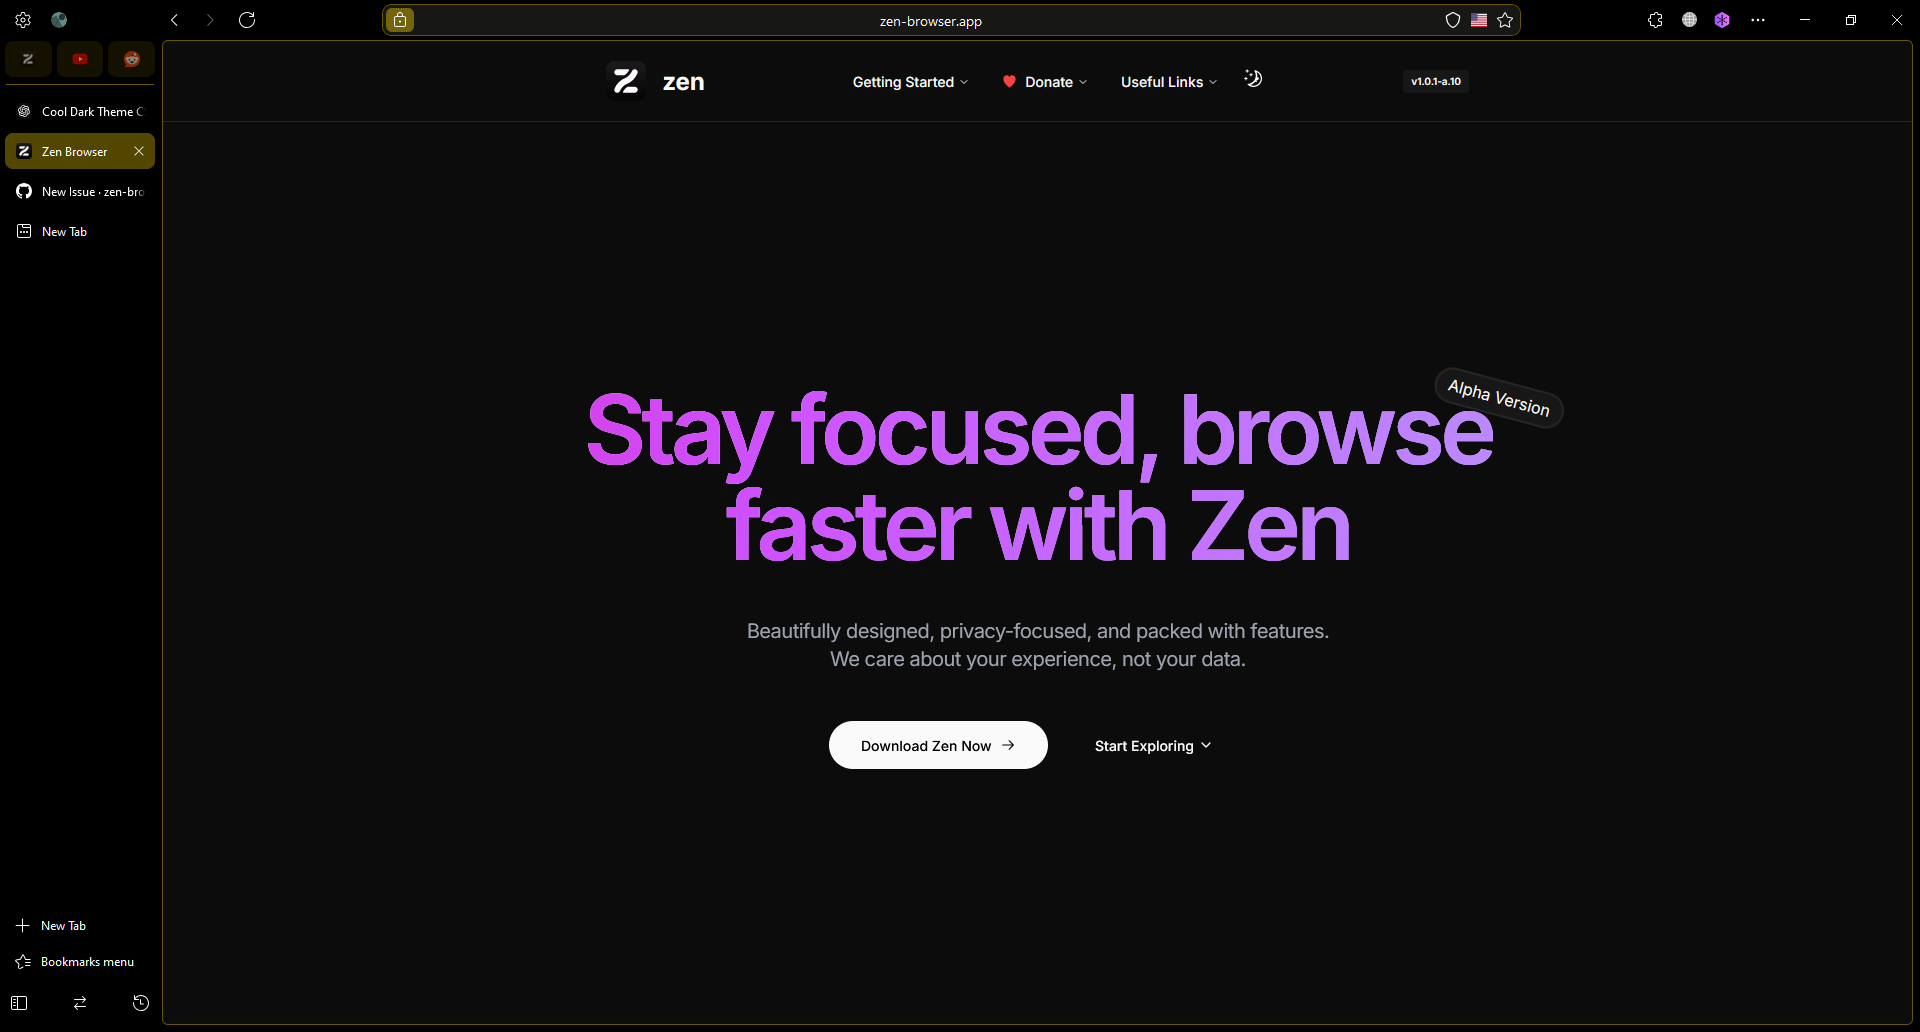 zen-browser.app
Cool Dark Theme C
Zen Browser
New Issue · zen-bro
New Tab
New Tab
Bookmarks menu
zen
Getting Started
Donate
Useful Links
v1.0.1-a.10
Alpha Version
Stay focused, browse
faster with Zen
Beautifully designed, privacy-focused, and packed with features.
We care about your experience, not your data.
Download Zen Now
Start Exploring